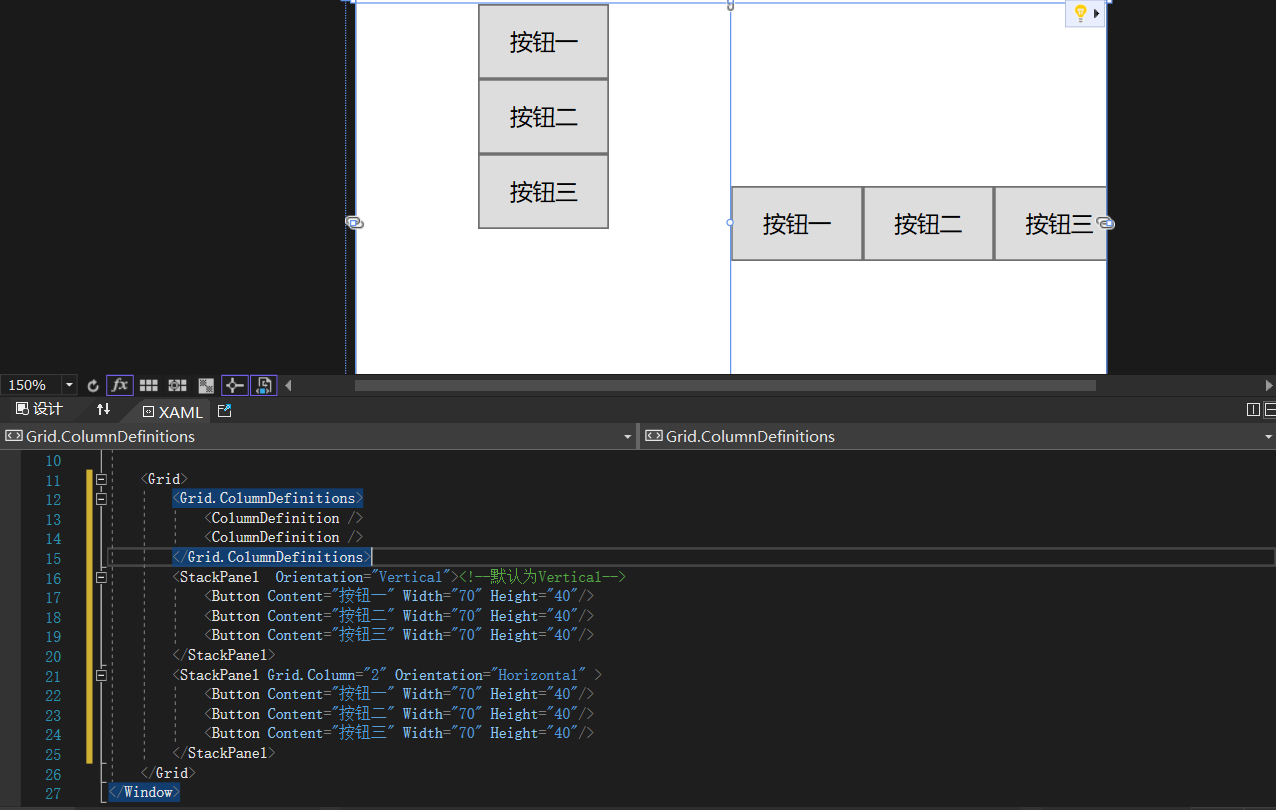 按钮一
按钮二
按钮三
按钮一 按钮二 按钮三
150% fx
设计 XAML
Grid.ColumnDefinitions Grid.ColumnDefinitions
10
11 <Grid>
12 <Grid.ColumnDefinitions>
13 <ColumnDefinition />
14 <ColumnDefinition />
15 </Grid.ColumnDefinitions>
16 <StackPanel  Orientation="Vertical"><!--默认为Vertical-->
17 <Button Content="按钮一" Width="70" Height="40"/>
18 <Button Content="按钮二" Width="70" Height="40"/>
19 <Button Content="按钮三" Width="70" Height="40"/>
20 </StackPanel>
21 <StackPanel Grid.Column="2" Orientation="Horizontal" >
22 <Button Content="按钮一" Width="70" Height="40"/>
23 <Button Content="按钮二" Width="70" Height="40"/>
24 <Button Content="按钮三" Width="70" Height="40"/>
25 </StackPanel>
26 </Grid>
27 </Window>